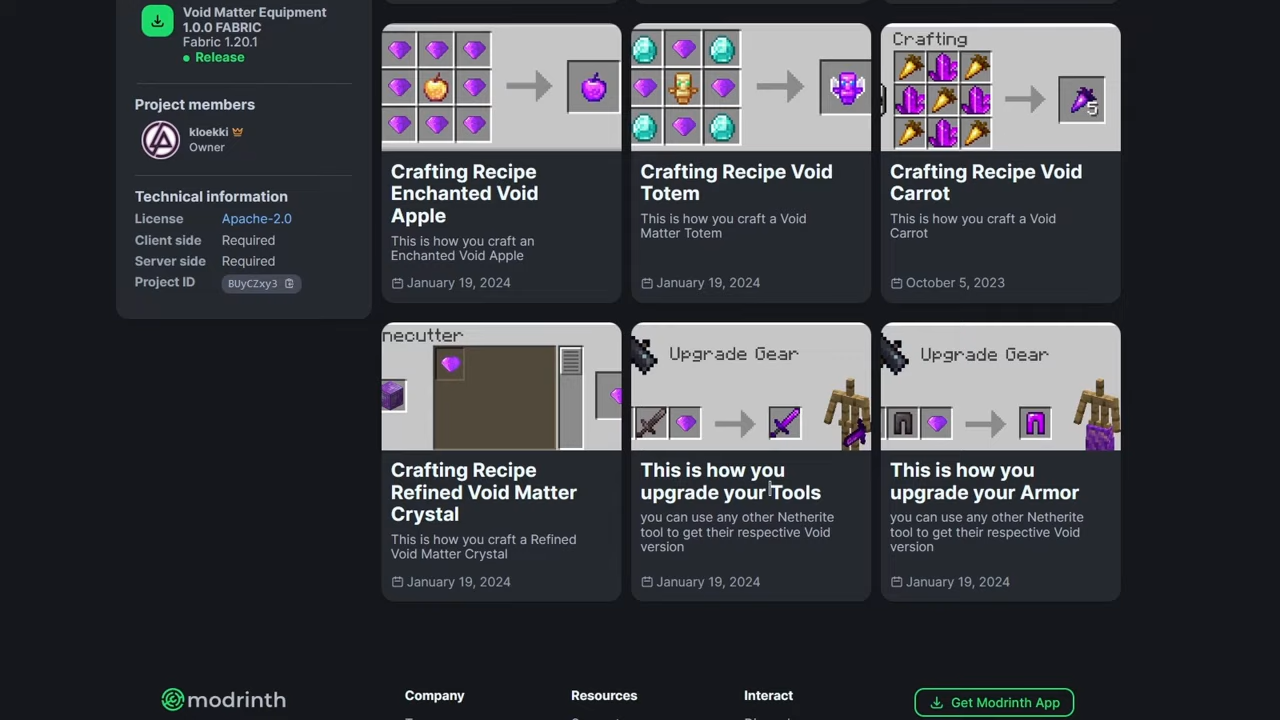 Void Matter Equipment
1.0.0 FABRIC
Fabric 1.20.1
Release
Project members
kloekki
Owner
Technical information
License Apache-2.0
Client side Required
Server side Required
Project ID BUyCZxy3
Crafting Recipe
Enchanted Void
Apple
This is how you craft an
Enchanted Void Apple
January 19, 2024
Crafting Recipe Void
Totem
This is how you craft a Void
Matter Totem
January 19, 2024
Crafting
5
Crafting Recipe Void
Carrot
This is how you craft a Void
Carrot
October 5, 2023
necutter
Crafting Recipe
Refined Void Matter
Crystal
This is how you craft a Refined
Void Matter Crystal
January 19, 2024
Upgrade Gear
This is how you
upgrade your Tools
you can use any other Netherite
tool to get their respective Void
version
January 19, 2024
Upgrade Gear
This is how you
upgrade your Armor
you can use any other Netherite
tool to get their respective Void
version
January 19, 2024
modrinth
Company
Resources
Interact
Get Modrinth App